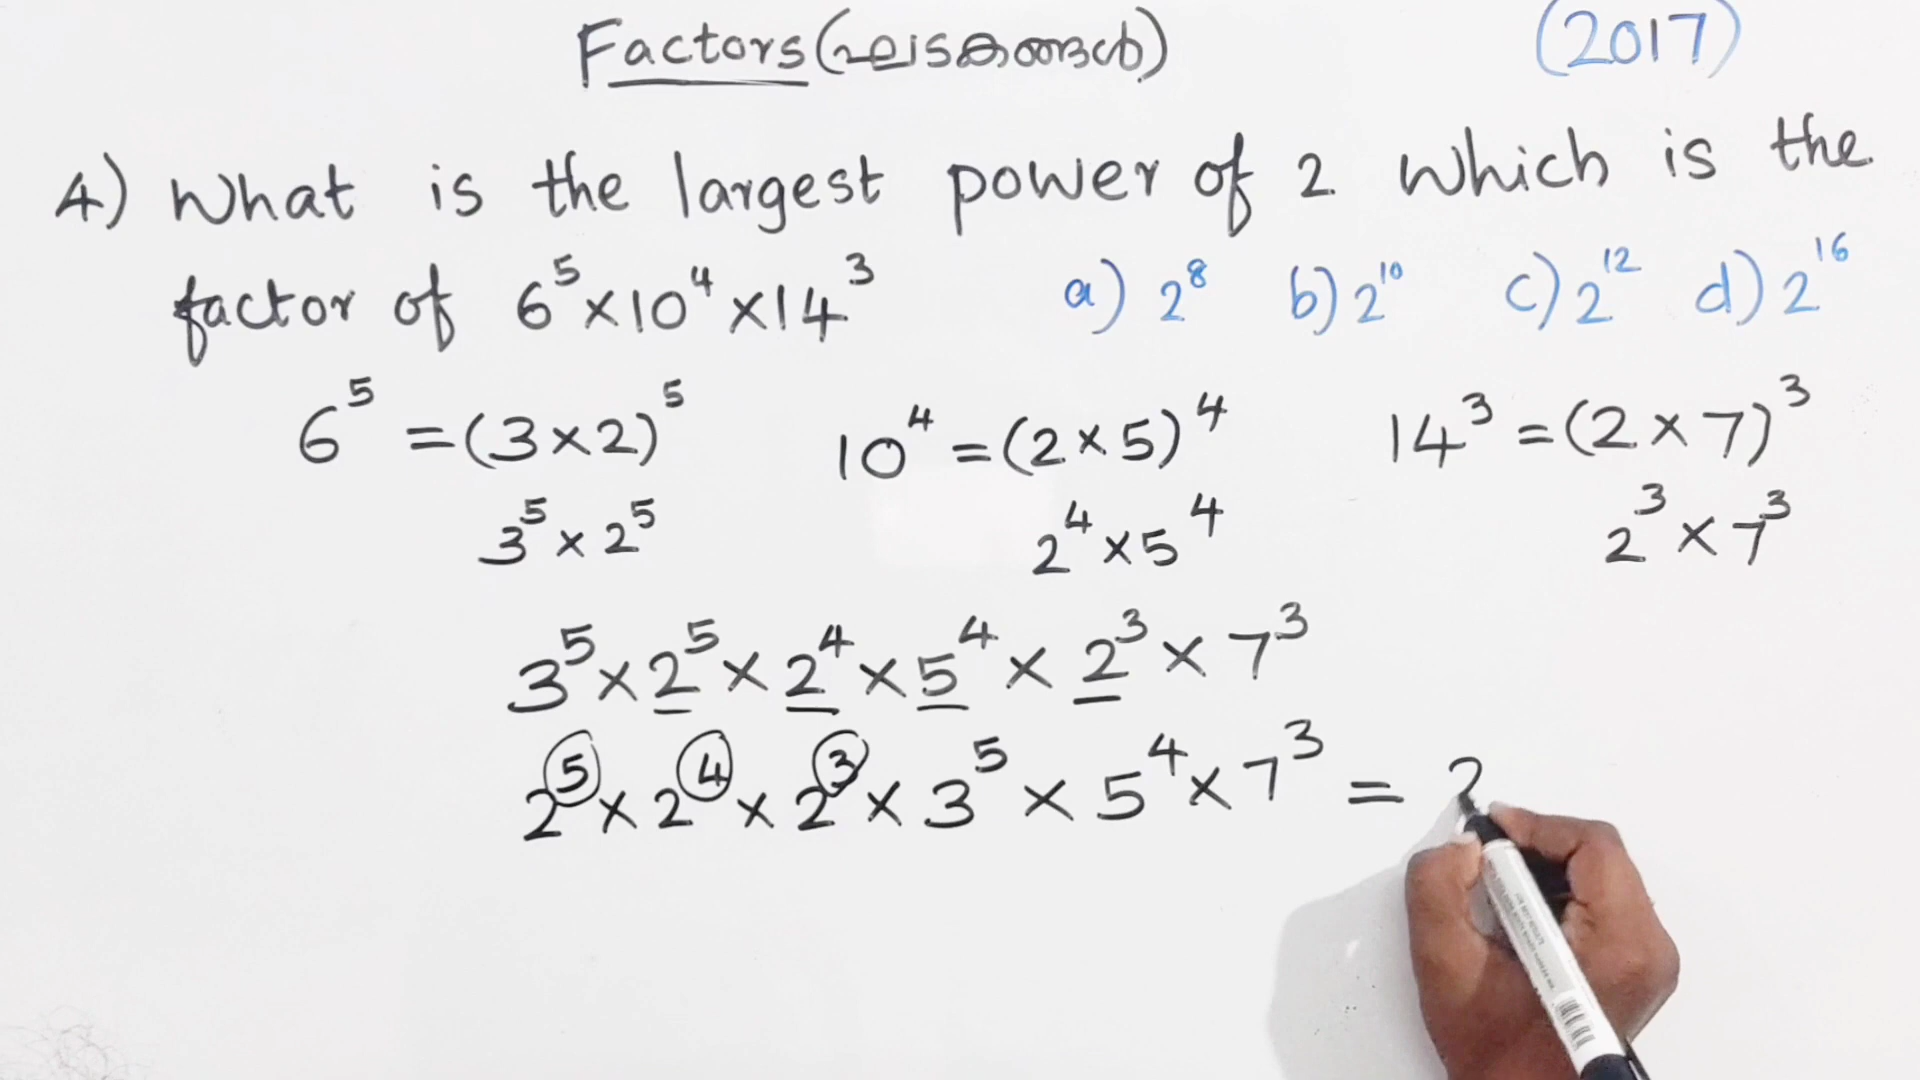 Factors (ഘടകങ്ങൾ) (2017)
4) What is the largest power of 2 which is the
factor of 6⁵×10⁴×14³ a) 2⁸ b) 2¹⁰ c) 2¹² d) 2¹⁶
6⁵ =(3×2)⁵ 10⁴ =(2×5)⁴ 14³ =(2×7)³
3⁵×2⁵ 2⁴×5⁴ 2³×7³
3⁵×2⁵×2⁴×5⁴×2³×7³
2⁵×2⁴×2³×3⁵×5⁴×7³ = 2